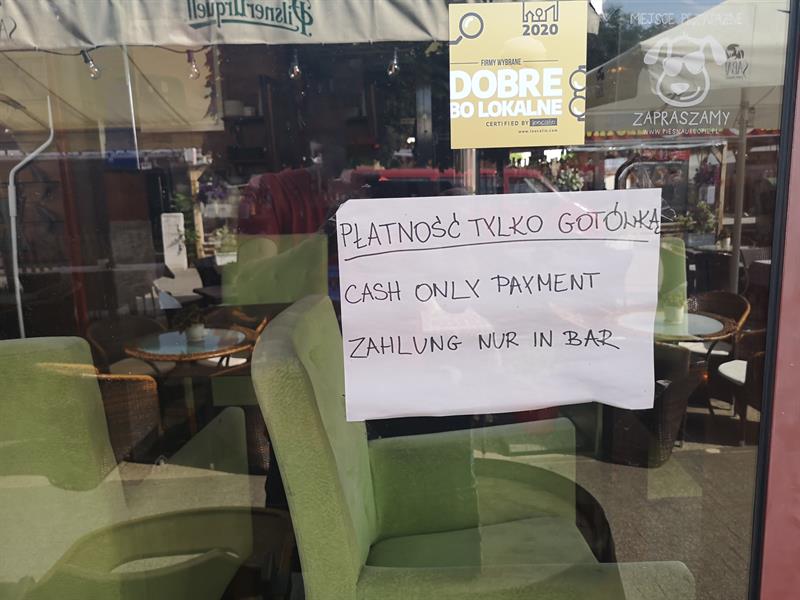 Pilsner Urquell
MIEJSCE PRZYJAZNE
2020
FIRMY WYBRANE
DOBRE
BO LOKALNE
CERTIFIED BY
ZAPRASZAMY
PŁATNOŚĆ TYLKO GOTÓWKĄ
CASH ONLY PAYMENT
ZAHLUNG NUR IN BAR